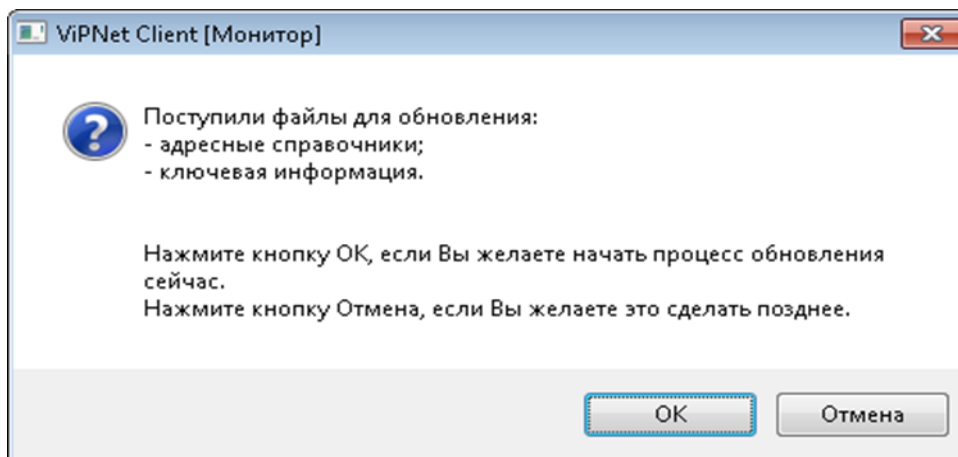 ViPNet Client [Монитор]
Поступили файлы для обновления:
- адресные справочники;
- ключевая информация.
Нажмите кнопку OK, если Вы желаете начать процесс обновления
сейчас.
Нажмите кнопку Отмена, если Вы желаете это сделать позднее.
OK
Отмена